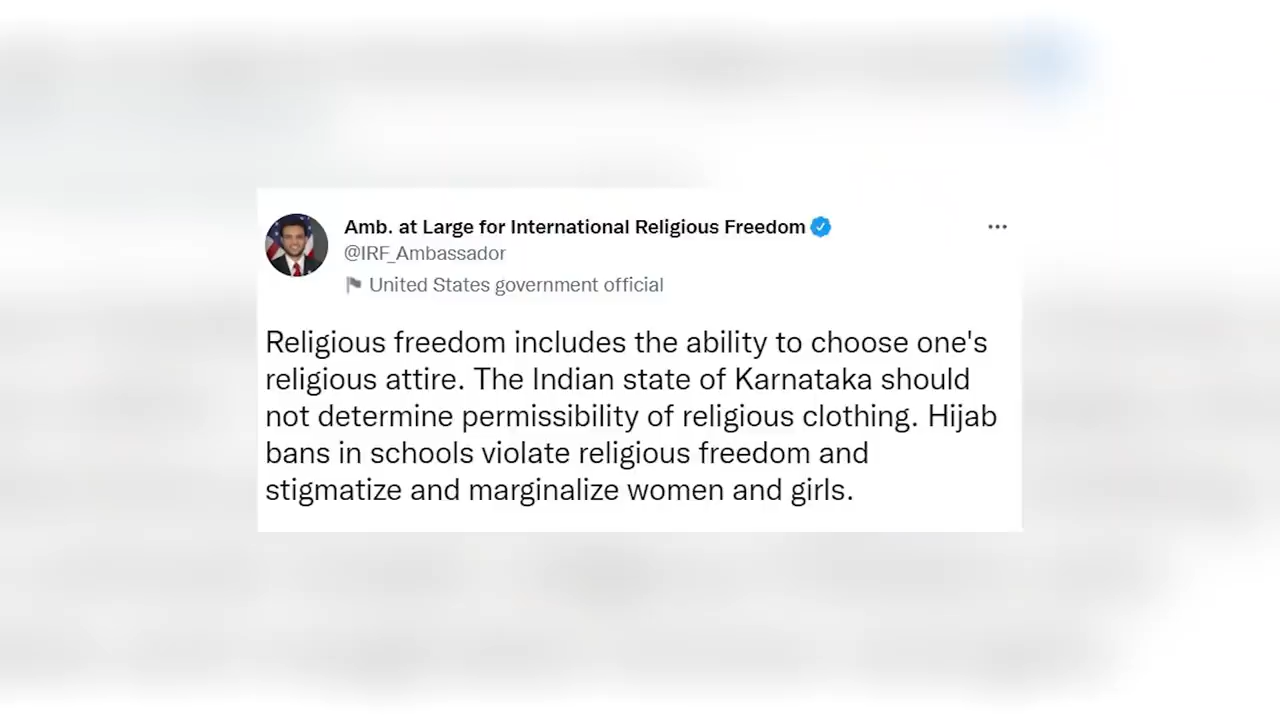 Amb. at Large for International Religious Freedom
@IRF_Ambassador
United States government official
Religious freedom includes the ability to choose one's
religious attire. The Indian state of Karnataka should
not determine permissibility of religious clothing. Hijab
bans in schools violate religious freedom and
stigmatize and marginalize women and girls.